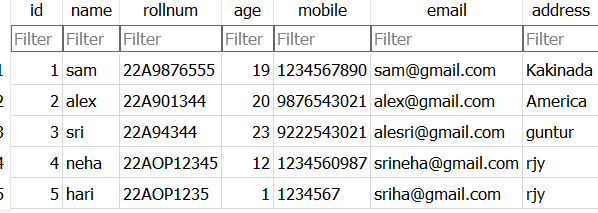 id name rollnum age mobile email address
Filter Filter Filter Filter Filter Filter Filter
1 1 sam 22A9876555 19 1234567890 sam@gmail.com Kakinada
2 2 alex 22A901344 20 9876543021 alex@gmail.com America
3 3 sri 22A94344 23 9222543021 alesri@gmail.com guntur
4 4 neha 22AOP12345 12 1234560987 srineha@gmail.com rjy
5 5 hari 22AOP1235 1 1234567 sriha@gmail.com rjy